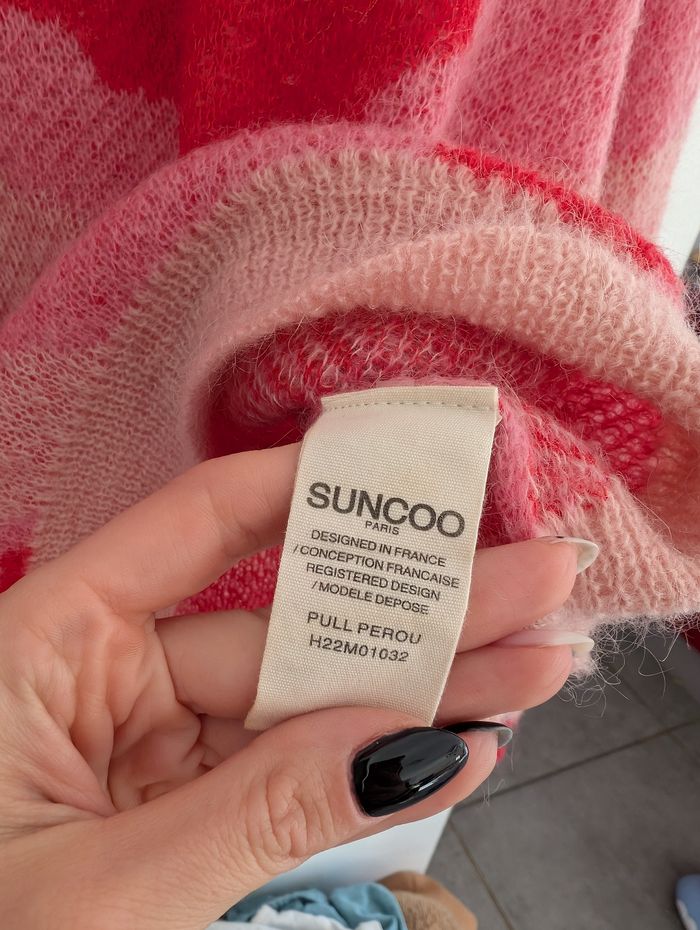 SUNCOO
PARIS
DESIGNED IN FRANCE
/CONCEPTION FRANCAISE
REGISTERED DESIGN
/MODELE DEPOSE
PULL PEROU
H22M01032